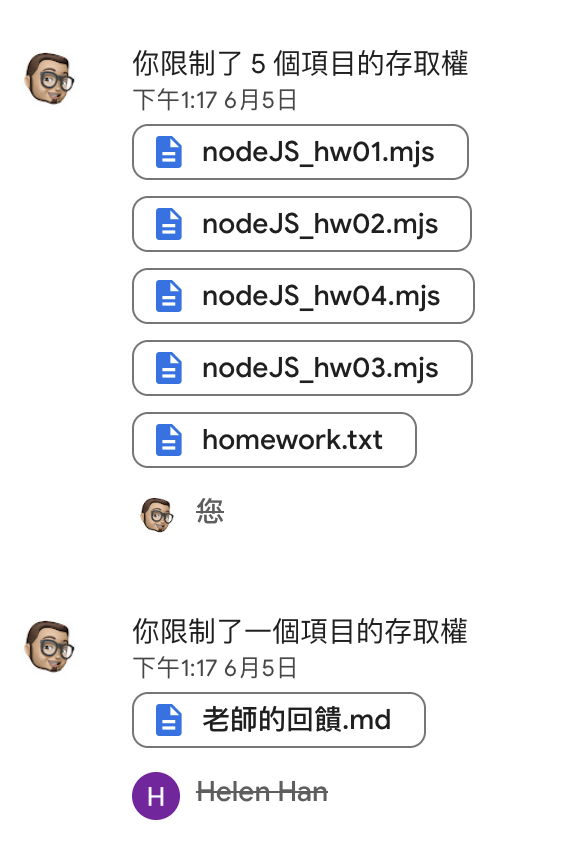 你限制了 5 個項目的存取權
下午1:17 6月5日
nodeJS_hw01.mjs
nodeJS_hw02.mjs
nodeJS_hw04.mjs
nodeJS_hw03.mjs
homework.txt
您
你限制了一個項目的存取權
下午1:17 6月5日
老師的回饋.md
H Helen Han